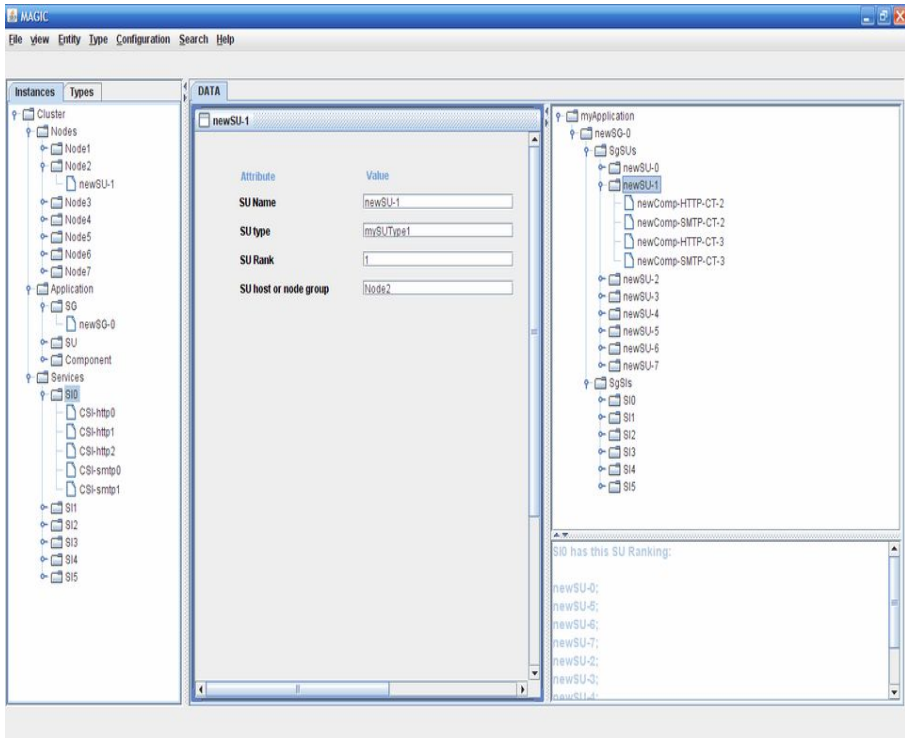 MAGIC
File view Entity Type Configuration Search Help
Instances Types
Cluster
Nodes
Node1
Node2
newSU-1
Node3
Node4
Node5
Node6
Node7
Application
SG
newSG-0
SU
Component
Services
SI0
CSI-http0
CSI-http1
CSI-http2
CSI-smtp0
CSI-smtp1
SI1
SI2
SI3
SI4
SI5
DATA
newSU-1
Attribute Value
SU Name newSU-1
SU type mySUType1
SU Rank 1
SU host or node group Node2
myApplication
newSG-0
SgSUs
newSU-0
newSU-1
newComp-HTTP-CT-2
newComp-SMTP-CT-2
newComp-HTTP-CT-3
newComp-SMTP-CT-3
newSU-2
newSU-3
newSU-4
newSU-5
newSU-6
newSU-7
SgSIs
SI0
SI1
SI2
SI3
SI4
SI5
SI0 has this SU Ranking:
newSU-0;
newSU-5;
newSU-6;
newSU-7;
newSU-2;
newSU-3;
newSU-4;